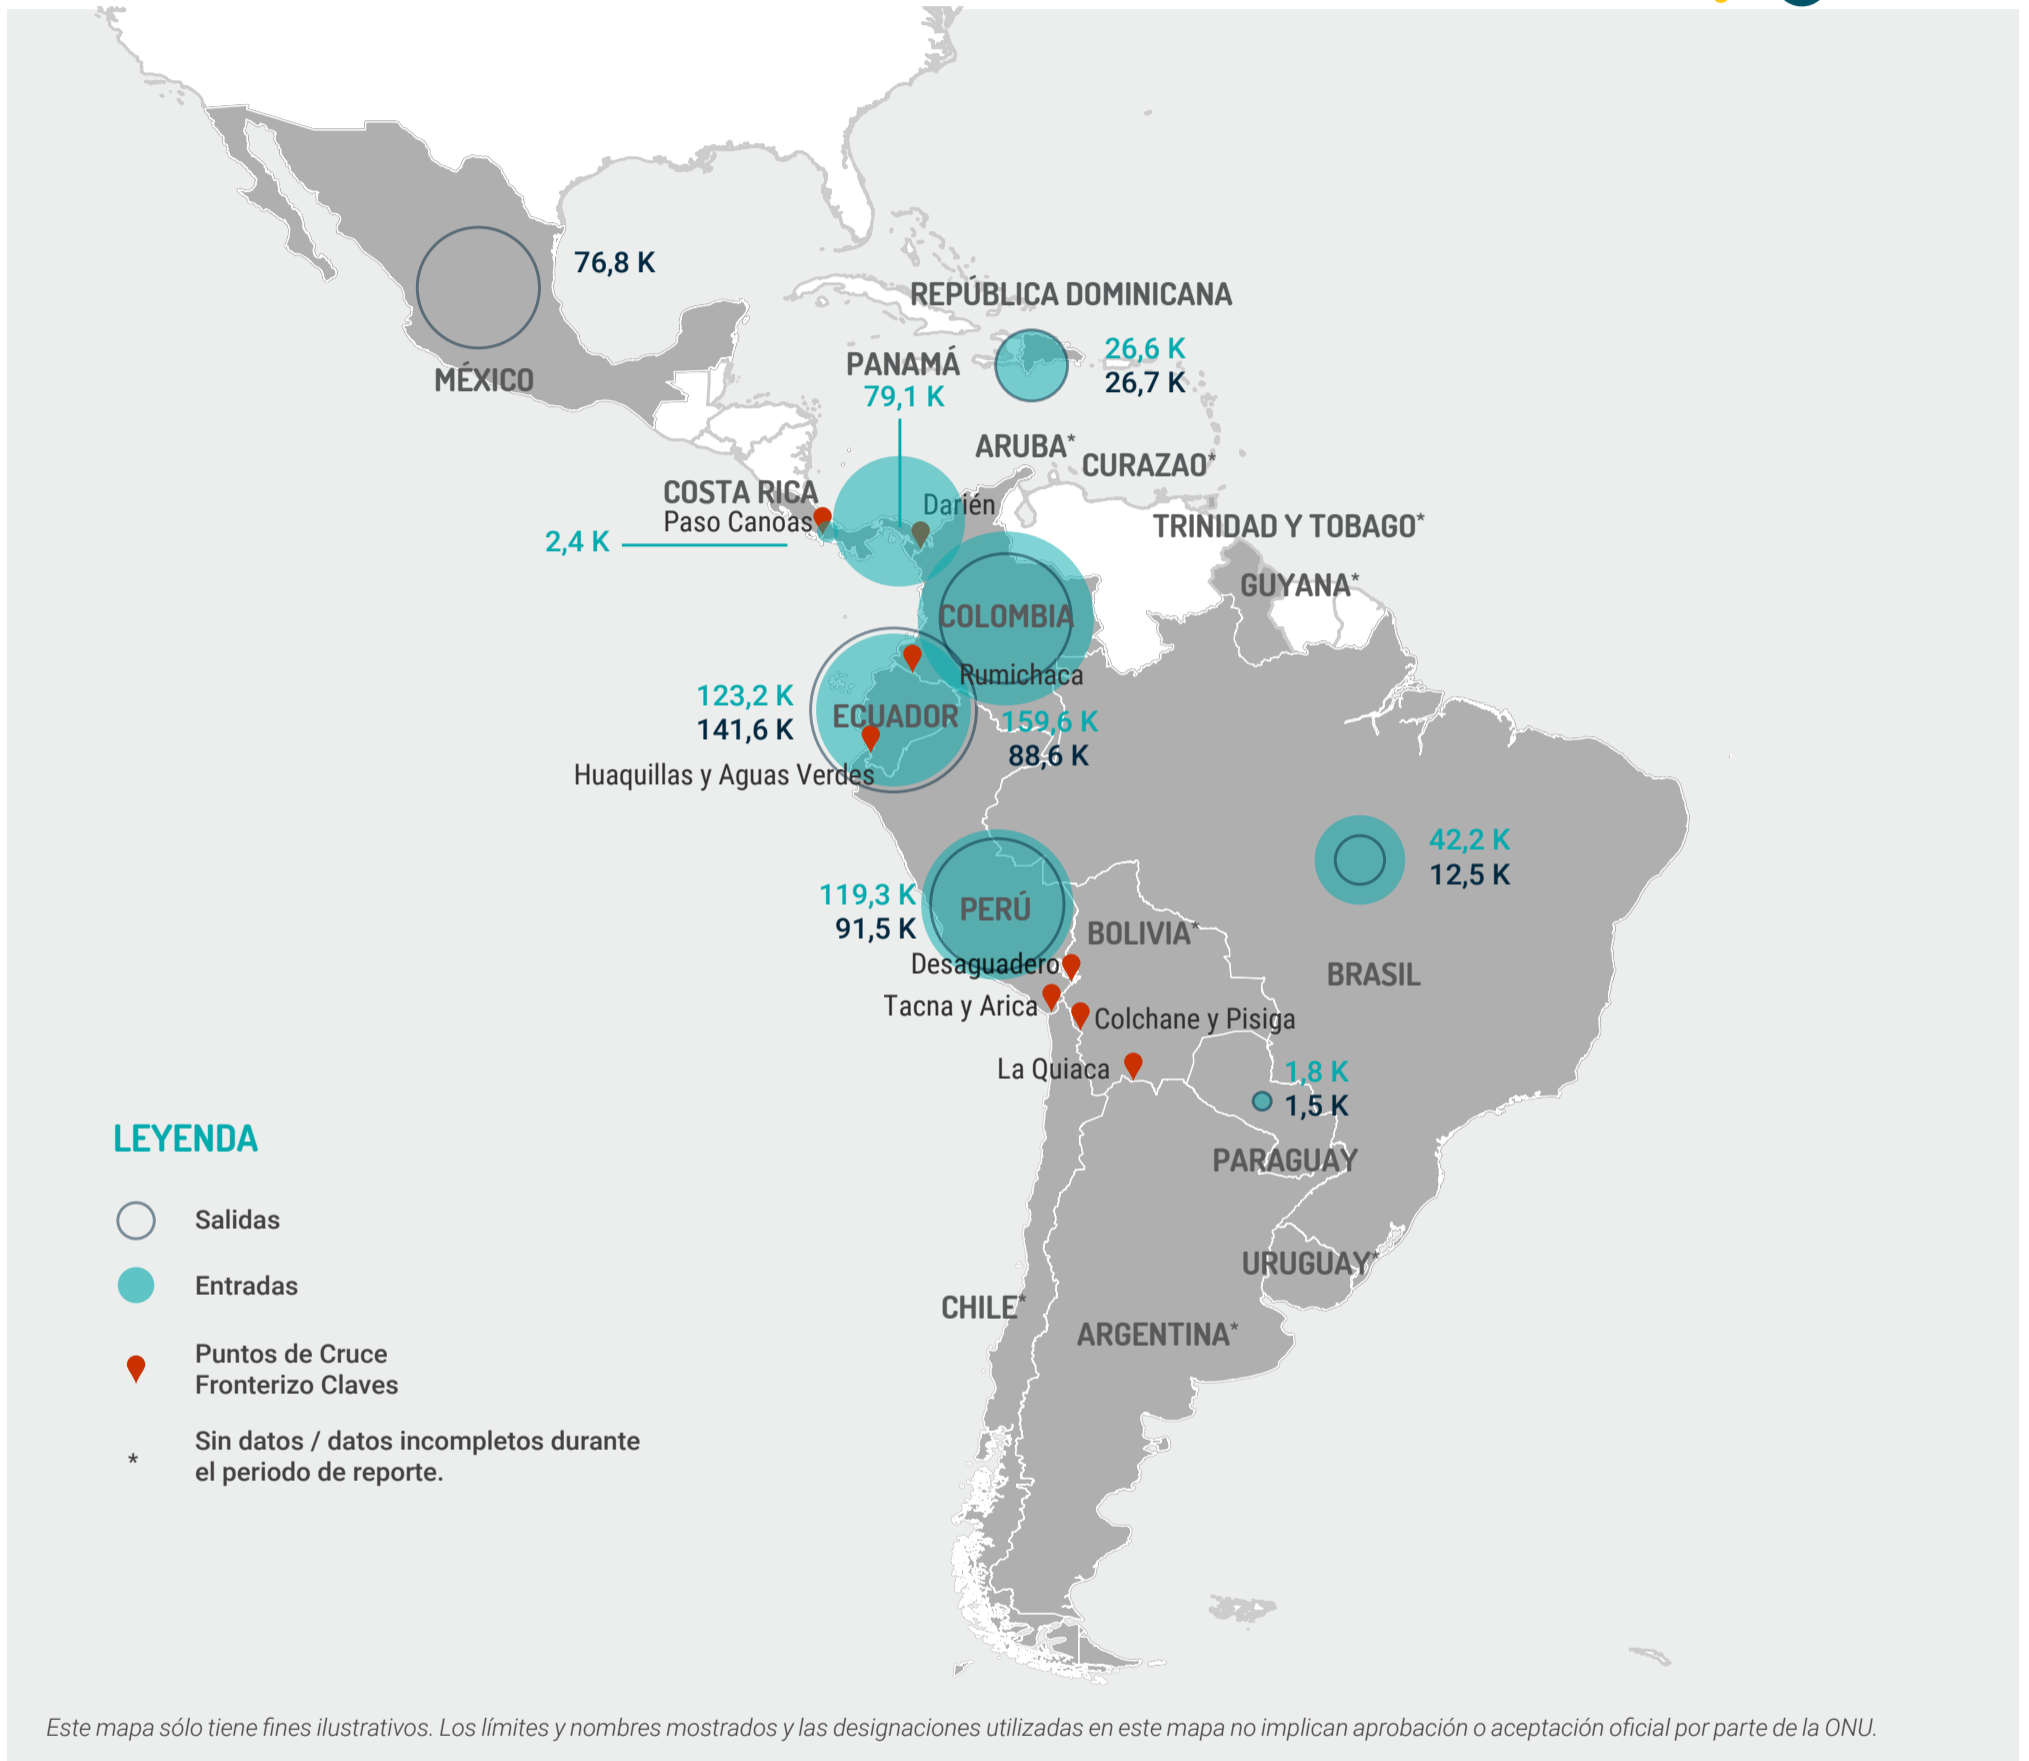 76,8 K
MÉXICO
REPÚBLICA DOMINICANA
26,6 K
26,7 K
PANAMÁ
79,1 K
ARUBA*
CURAZAO*
COSTA RICA
Paso Canoas
Darién
2,4 K
TRINIDAD Y TOBAGO*
GUYANA*
COLOMBIA
Rumichaca
159,6 K
88,6 K
123,2 K
141,6 K
ECUADOR
Huaquillas y Aguas Verdes
42,2 K
12,5 K
BRASIL
119,3 K
91,5 K
PERÚ
BOLIVIA*
Desaguadero
Tacna y Arica
Colchane y Pisiga
La Quiaca
1,8 K
1,5 K
PARAGUAY
URUGUAY*
CHILE*
ARGENTINA*
LEYENDA
Salidas
Entradas
Puntos de Cruce
Fronterizo Claves
* Sin datos / datos incompletos durante
el periodo de reporte.
Este mapa sólo tiene fines ilustrativos. Los límites y nombres mostrados y las designaciones utilizadas en este mapa no implican aprobación o aceptación oficial por parte de la ONU.